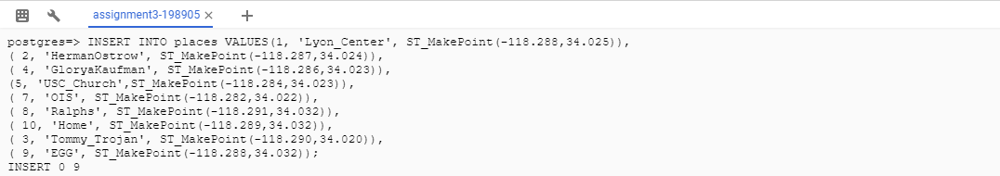 assignment3-198905
postgres=> INSERT INTO places VALUES(1, 'Lyon_Center', ST_MakePoint(-118.288,34.025)),
( 2, 'HermanOstrow', ST_MakePoint(-118.287,34.024)),
( 4, 'GloryaKaufman', ST_MakePoint(-118.286,34.023)),
(5, 'USC_Church',ST_MakePoint(-118.284,34.023)),
( 7, 'OIS', ST_MakePoint(-118.282,34.022)),
( 8, 'Ralphs', ST_MakePoint(-118.291,34.032)),
( 10, 'Home', ST_MakePoint(-118.289,34.032)),
( 3, 'Tommy_Trojan', ST_MakePoint(-118.290,34.020)),
( 9, 'EGG', ST_MakePoint(-118.288,34.032));
INSERT 0 9